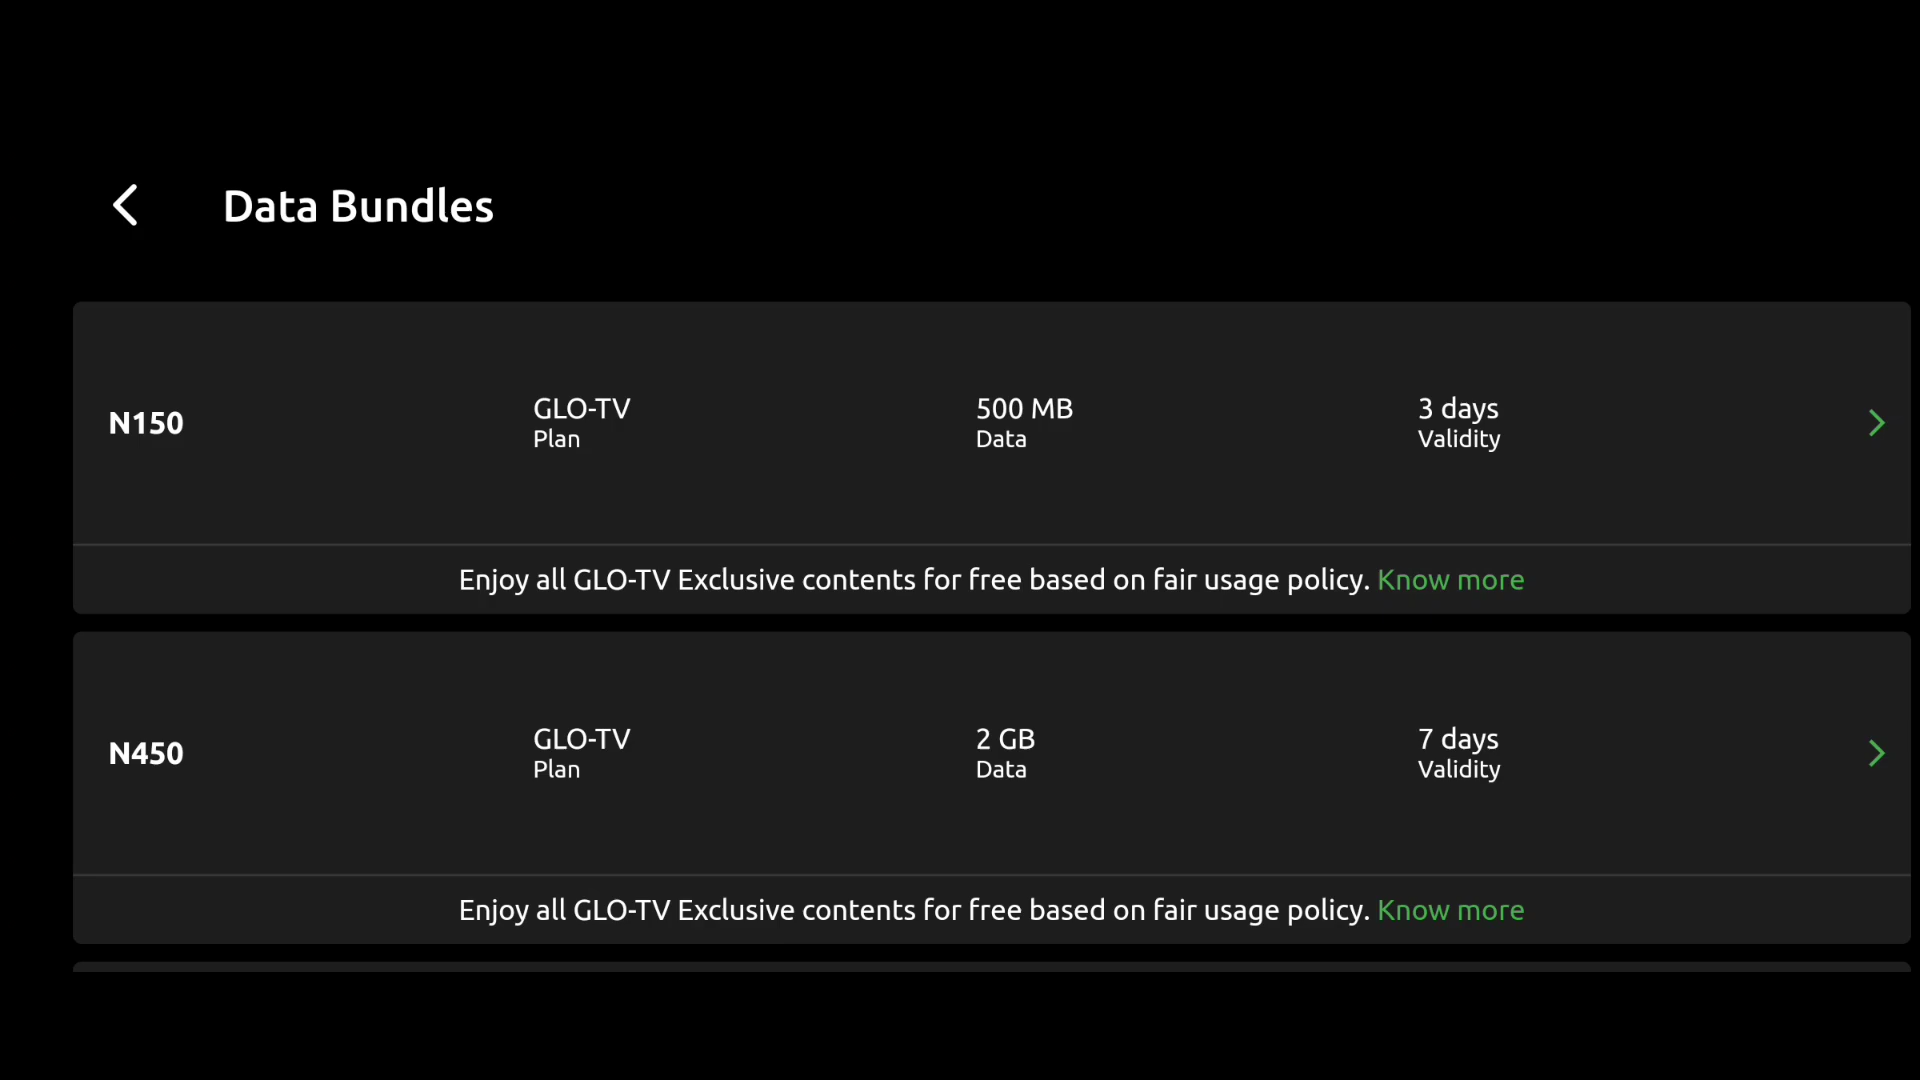 Data Bundles
N150
GLO-TV
Plan
500 MB
Data
3 days
Validity
Enjoy all GLO-TV Exclusive contents for free based on fair usage policy. Know more
N450
GLO-TV
Plan
2 GB
Data
7 days
Validity
Enjoy all GLO-TV Exclusive contents for free based on fair usage policy. Know more